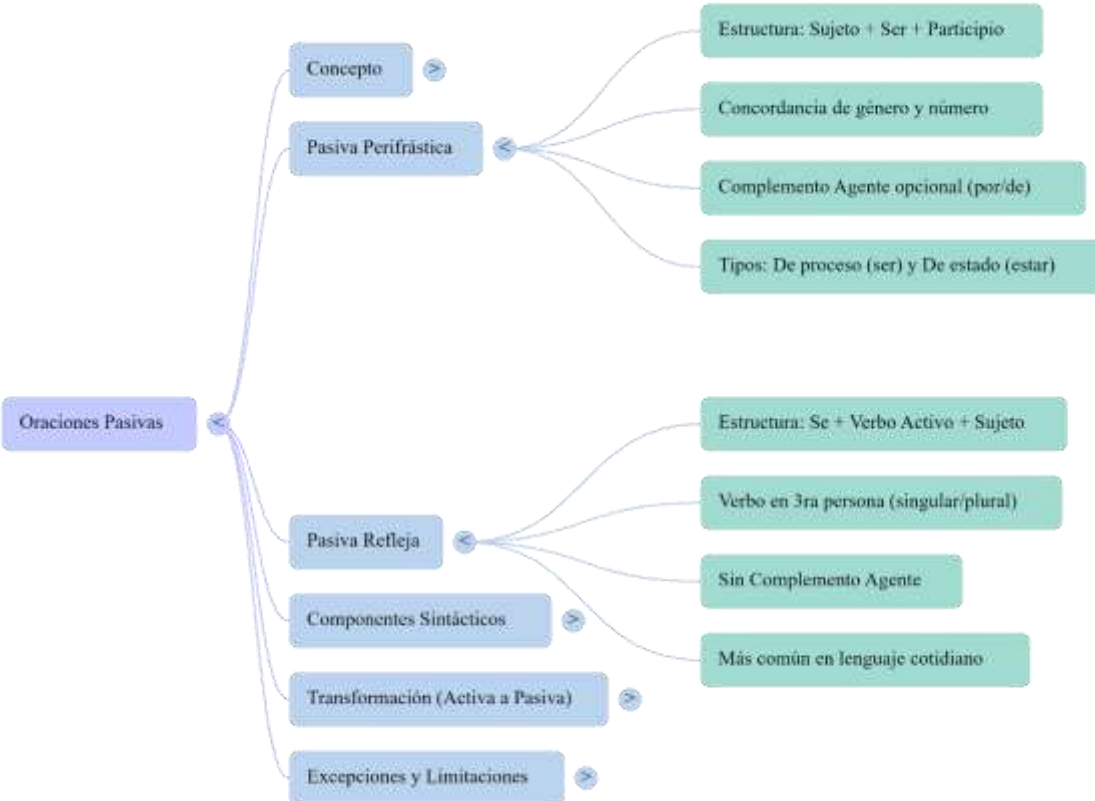 Oraciones Pasivas
Concepto
Pasiva Perifrástica
Estructura: Sujeto + Ser + Participio
Concordancia de género y número
Complemento Agente opcional (por/de)
Tipos: De proceso (ser) y De estado (estar)
Pasiva Refleja
Estructura: Se + Verbo Activo + Sujeto
Verbo en 3ra persona (singular/plural)
Sin Complemento Agente
Más común en lenguaje cotidiano
Componentes Sintácticos
Transformación (Activa a Pasiva)
Excepciones y Limitaciones